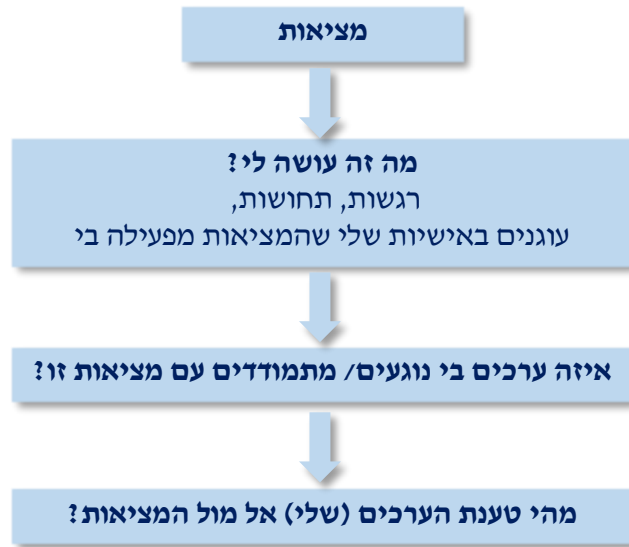 מציאות
מה זה עושה לי?
רגשות, תחושות,
עוגנים באישיות שלי שהמציאות מפעילה בי
איזה ערכים בי נוגעים/ מתמודדים עם מציאות זו?
מהי טענת הערכים (שלי) אל מול המציאות?